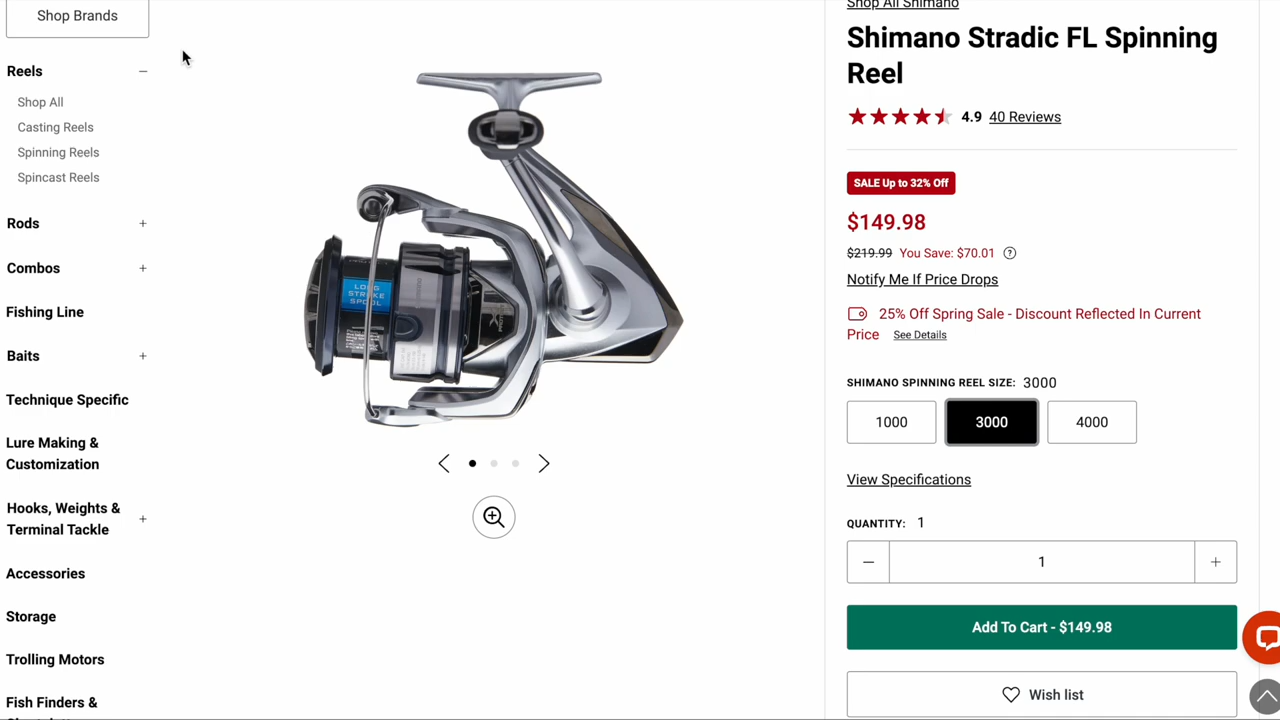 Shop Brands
Reels
Shop All
Casting Reels
Spinning Reels
Spincast Reels
Rods
Combos
Fishing Line
Baits
Technique Specific
Lure Making &
Customization
Hooks, Weights &
Terminal Tackle
Accessories
Storage
Trolling Motors
Fish Finders &
LONG
STROKE
SPOOL
Shop All Shimano
Shimano Stradic FL Spinning
Reel
4.9 40 Reviews
SALE Up to 32% Off
$149.98
$219.99 You Save: $70.01 ?
Notify Me If Price Drops
25% Off Spring Sale - Discount Reflected In Current
Price See Details
SHIMANO SPINNING REEL SIZE: 3000
1000 3000 4000
View Specifications
QUANTITY: 1
− 1 +
Add To Cart - $149.98
Wish list